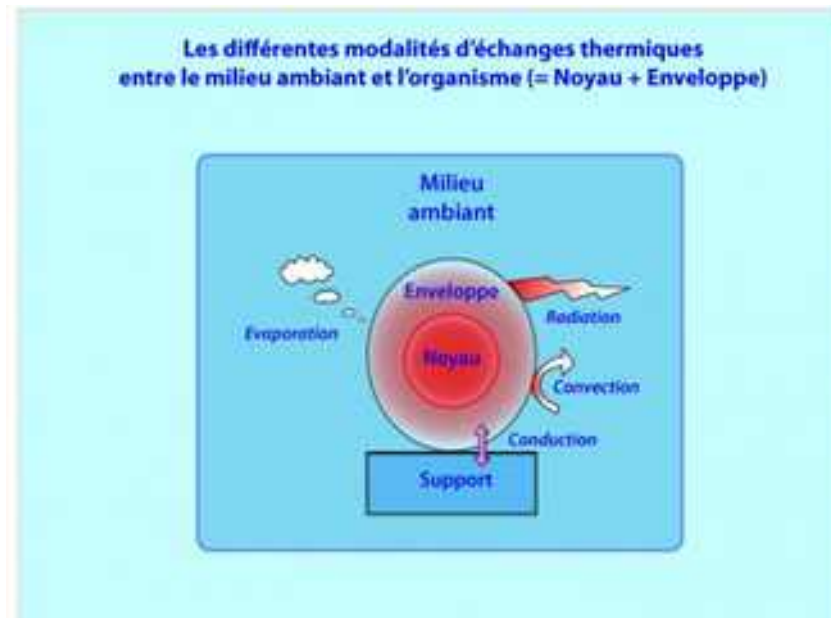 Les différentes modalités d'échanges thermiques
entre le milieu ambiant et l'organisme (= Noyau + Enveloppe)
Milieu
ambiant
Enveloppe
Radiation
Evaporation
Noyau
Convection
Conduction
Support